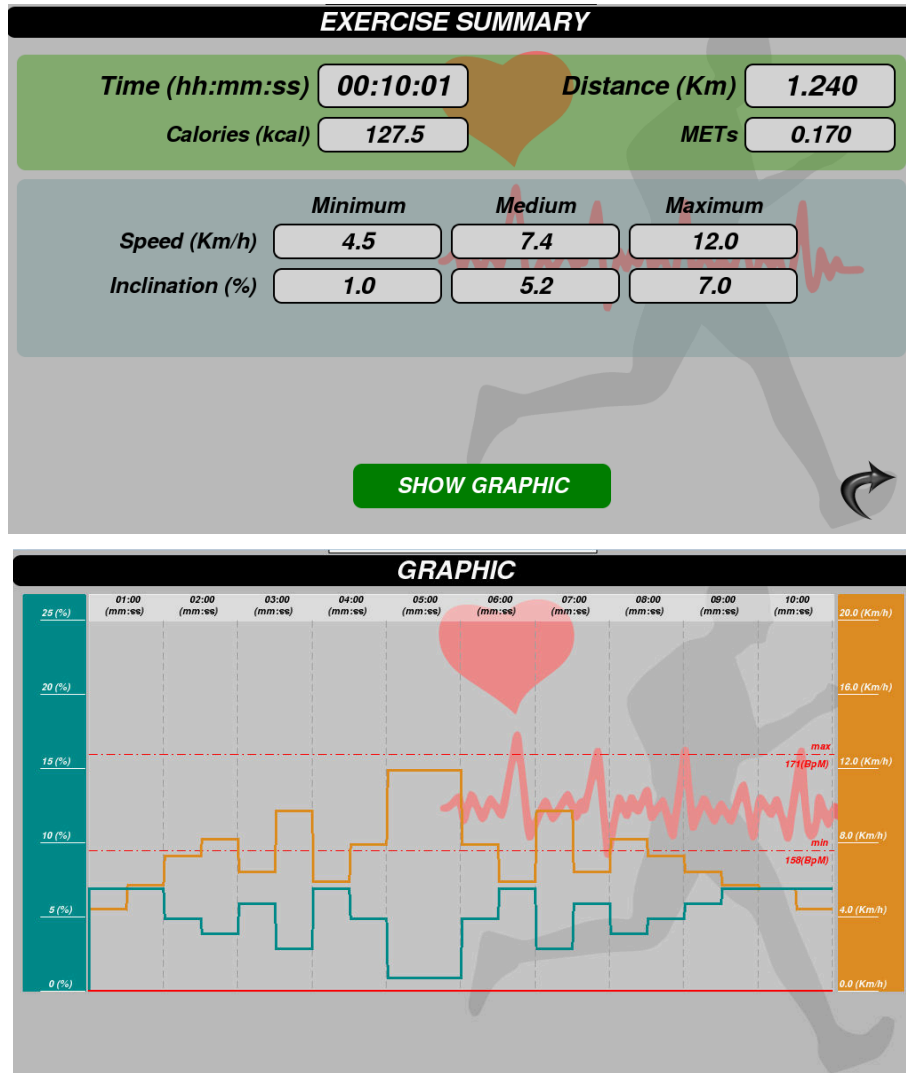 EXERCISE SUMMARY
Time (hh:mm:ss) 00:10:01 Distance (Km) 1.240
Calories (kcal) 127.5 METs 0.170
Minimum Medium Maximum
Speed (Km/h) 4.5 7.4 12.0
Inclination (%) 1.0 5.2 7.0
SHOW GRAPHIC
GRAPHIC
01:00 02:00 03:00 04:00 05:00 06:00 07:00 08:00 09:00 10:00
(mm:ss) (mm:ss) (mm:ss) (mm:ss) (mm:ss) (mm:ss) (mm:ss) (mm:ss) (mm:ss) (mm:ss)
25 (%) 20.0 (Km/h)
20 (%) 16.0 (Km/h)
max
15 (%) 171(BpM) 12.0 (Km/h)
10 (%) 8.0 (Km/h)
min
158(BpM)
5 (%) 4.0 (Km/h)
0 (%) 0.0 (Km/h)